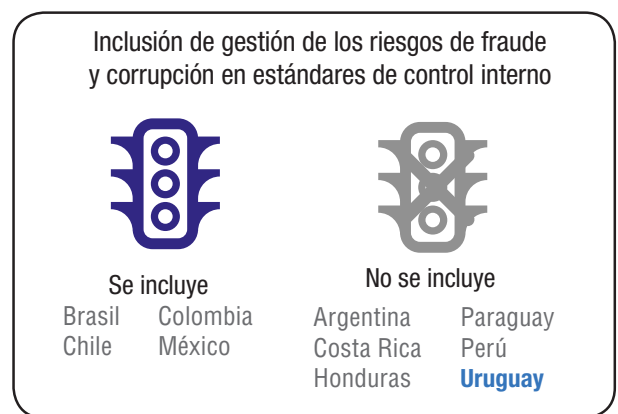 Inclusión de gestión de los riesgos de fraude
y corrupción en estándares de control interno
Se incluye
Brasil Colombia
Chile México
No se incluye
Argentina Paraguay
Costa Rica Perú
Honduras Uruguay